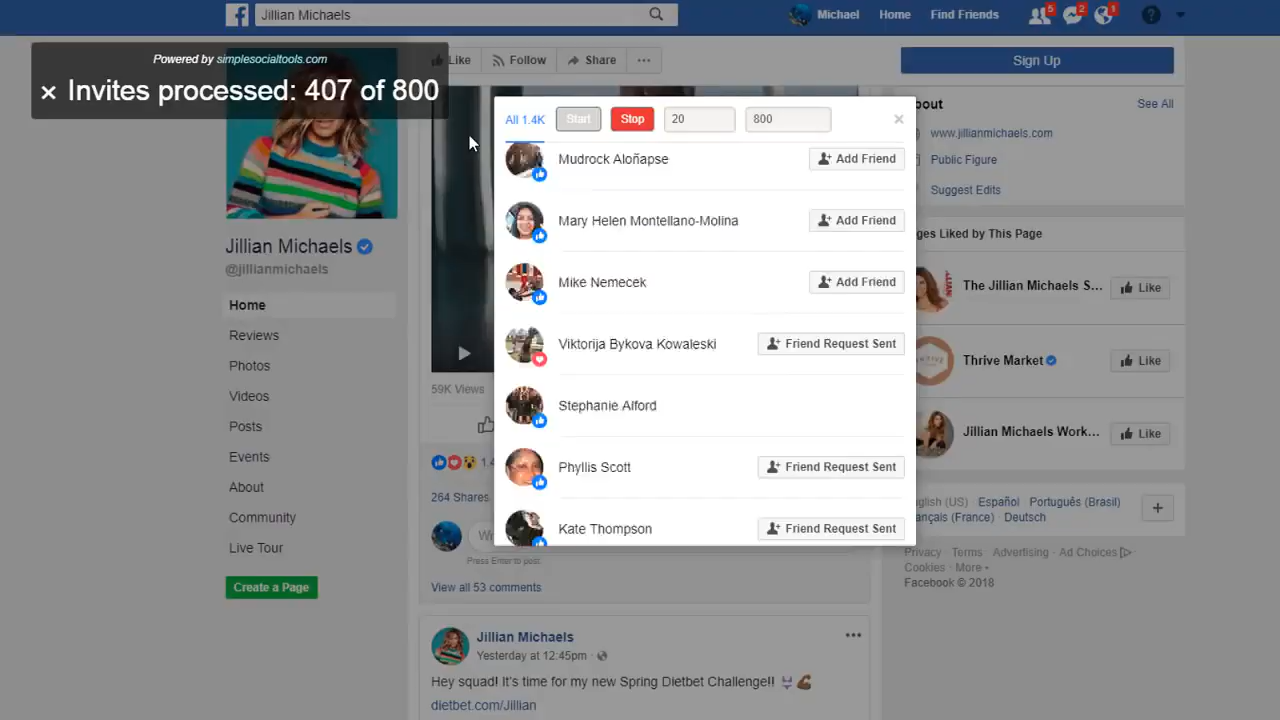 Jillian Michaels
Michael
Home
Find Friends
5
2
1
Powered by simplesocialtools.com
× Invites processed: 407 of 800
Like
Follow
Share
Sign Up
All 1.4K
Start
Stop
20
800
Mudrock Aloñapse
Add Friend
Mary Helen Montellano-Molina
Add Friend
Mike Nemecek
Add Friend
Viktorija Bykova Kowaleski
Friend Request Sent
Stephanie Alford
Phyllis Scott
Friend Request Sent
Kate Thompson
Friend Request Sent
Jillian Michaels
@jillianmichaels
Home
Reviews
Photos
Videos
Posts
Events
About
Community
Live Tour
Create a Page
59K Views
1.4
264 Shares
Press Enter to post.
View all 53 comments
Jillian Michaels
Yesterday at 12:45pm ·
Hey squad! It's time for my new Spring Dietbet Challenge!!
dietbet.com/Jillian
bout
See All
www.jillianmichaels.com
Public Figure
Suggest Edits
ges Liked by This Page
The Jillian Michaels S...
Like
Thrive Market
Like
Jillian Michaels Work...
Like
nglish (US) Español Português (Brasil)
ançais (France) Deutsch
Privacy Terms Advertising Ad Choices
Cookies More
Facebook © 2018